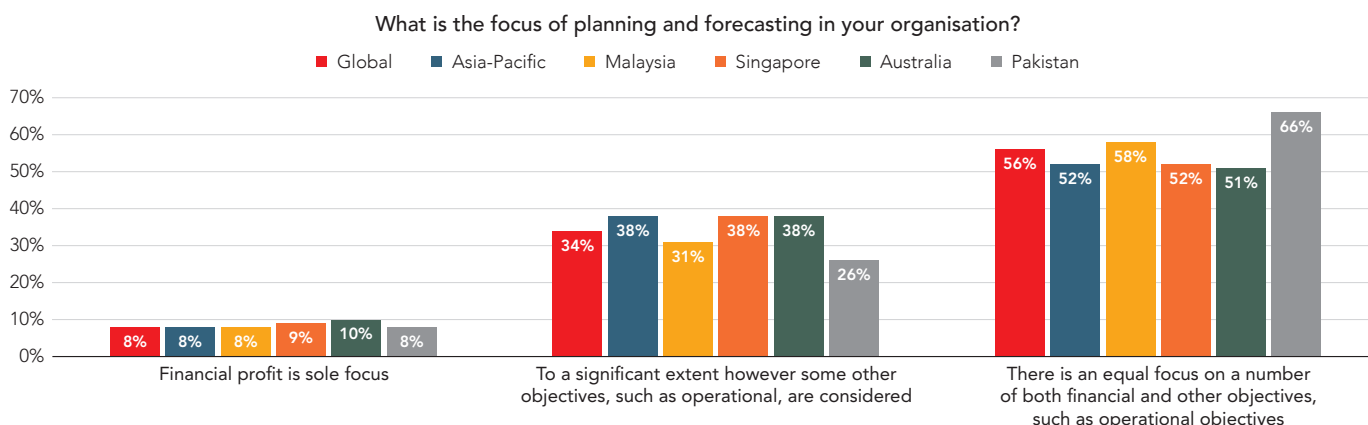 What is the focus of planning and forecasting in your organisation?
Global Asia-Pacific Malaysia Singapore Australia Pakistan
70%
60%
50%
40%
30%
20%
10%
0%
8% 8% 8% 9% 10% 8%
34% 38% 31% 38% 38% 26%
56% 52% 58% 52% 51% 66%
Financial profit is sole focus
To a significant extent however some other
objectives, such as operational, are considered
There is an equal focus on a number
of both financial and other objectives,
such as operational objectives